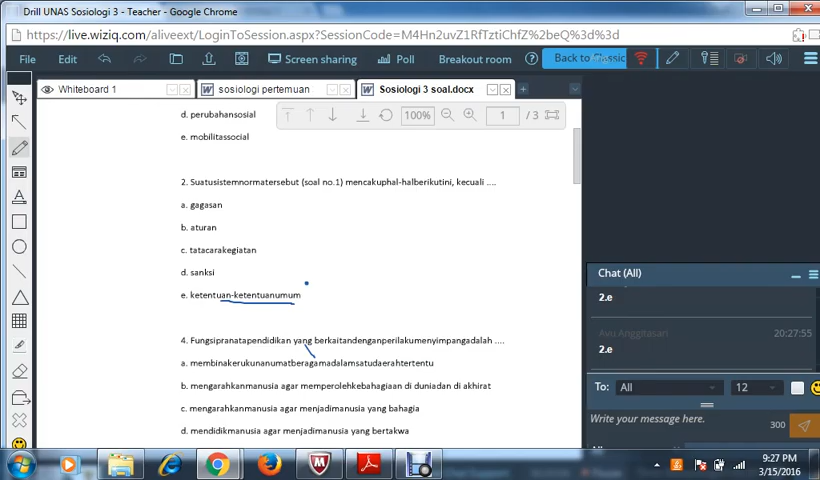 Drill UNAS Sosiologi 3 - Teacher - Google Chrome
https://live.wiziq.com/aliveext/LoginToSession.aspx?SessionCode=M4Hn2uvZ1RfTztiChfZ%2beQ%3d%3d
File Edit Screen sharing Poll Breakout room Back to Classic
Whiteboard 1 sosiologi pertemuan Sosiologi 3 soal.docx
100% 1 / 3
d. perubahansosial
e. mobilitassocial
2. Suatusistemnormatersebut (soal no.1) mencakuphal-halberikutini, kecuali ....
a. gagasan
b. aturan
c. tatacarakegiatan
d. sanksi
e. ketentuan-ketentuanumum
4. Fungsipranatapendidikan yang berkaitandenganperilakumenyimpangadalah ....
a. membinakerukunanumatberagamadalamsatudaerahtertentu
b. mengarahkanmanusia agar memperolehkebahagiaan di duniadan di akhirat
c. mengarahkanmanusia agar menjadimanusia yang bahagia
d. mendidikmanusia agar menjadimanusia yang bertakwa
Chat (All)
2.e
Avu Anggitasari 20:27:55
2.e
To: All 12
Write your message here. 300
9:27 PM
3/15/2016